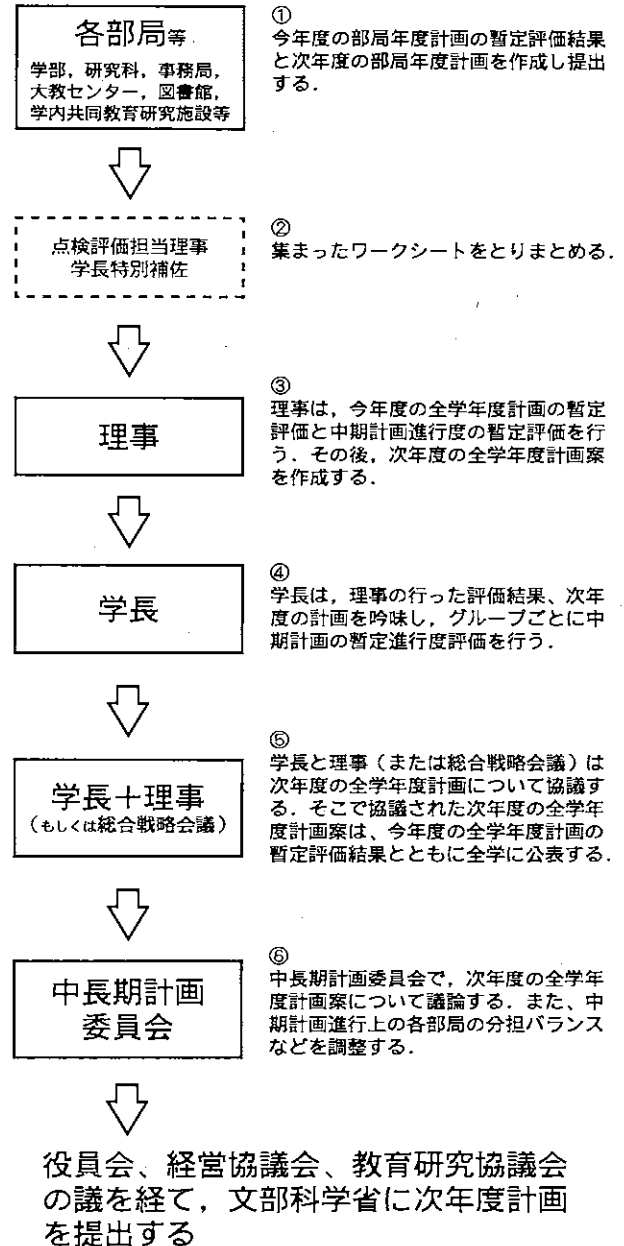 各部局等
学部，研究科，事務局，
大教センター，図書館，
学内共同教育研究施設等
①
今年度の部局年度計画の暫定評価結果
と次年度の部局年度計画を作成し提出
する．
点検評価担当理事
学長特別補佐
②
集まったワークシートをとりまとめる．
理事
③
理事は，今年度の全学年度計画の暫定
評価と中期計画進行度の暫定評価を行
う．その後，次年度の全学年度計画案
を作成する．
学長
④
学長は，理事の行った評価結果、次年
度の計画を吟味し，グループごとに中
期計画の暫定進行度評価を行う．
学長＋理事
（もしくは総合戦略会議）
⑤
学長と理事（または総合戦略会議）は
次年度の全学年度計画について協議す
る．そこで協議された次年度の全学年
度計画案は、今年度の全学年度計画の
暫定評価結果とともに全学に公表する．
中長期計画
委員会
⑥
中長期計画委員会で，次年度の全学年
度計画案について議論する．また、中
期計画進行上の各部局の分担バランス
などを調整する．
役員会、経営協議会、教育研究協議会
の議を経て，文部科学省に次年度計画
を提出する